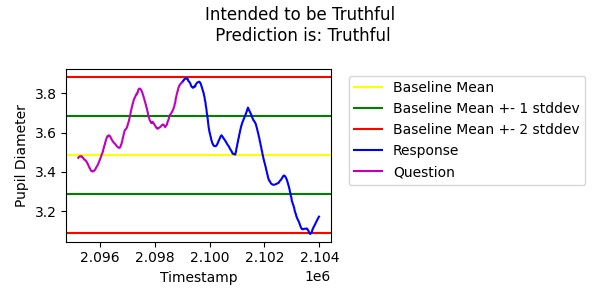 Intended to be Truthful
Prediction is: Truthful
Pupil Diameter
3.8
3.6
3.4
3.2
2.096
2.098
2.100
2.102
2.104
1e6
Timestamp
Baseline Mean
Baseline Mean +- 1 stddev
Baseline Mean +- 2 stddev
Response
Question